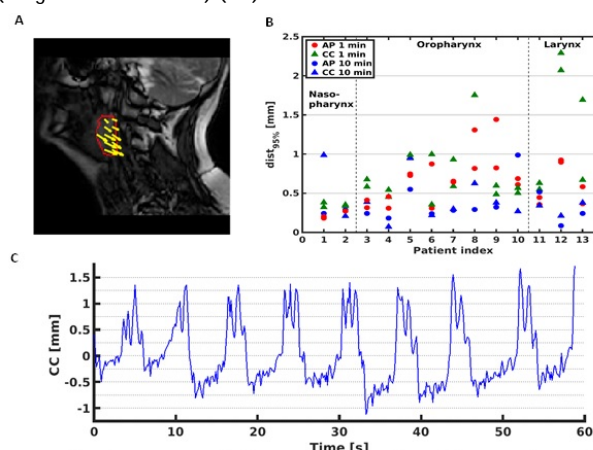 A
B
2.5
2
1.5
1
0.5
0
dist95% [mm]
AP 1 min
CC 1 min
AP 10 min
CC 10 min
Naso-
pharynx
Oropharynx
Larynx
0 1 2 3 4 5 6 7 8 9 10 11 12 13
Patient index
C
1.5
1
0.5
0
-0.5
-1
CC [mm]
0 10 20 30 40 50 60
Time [s]